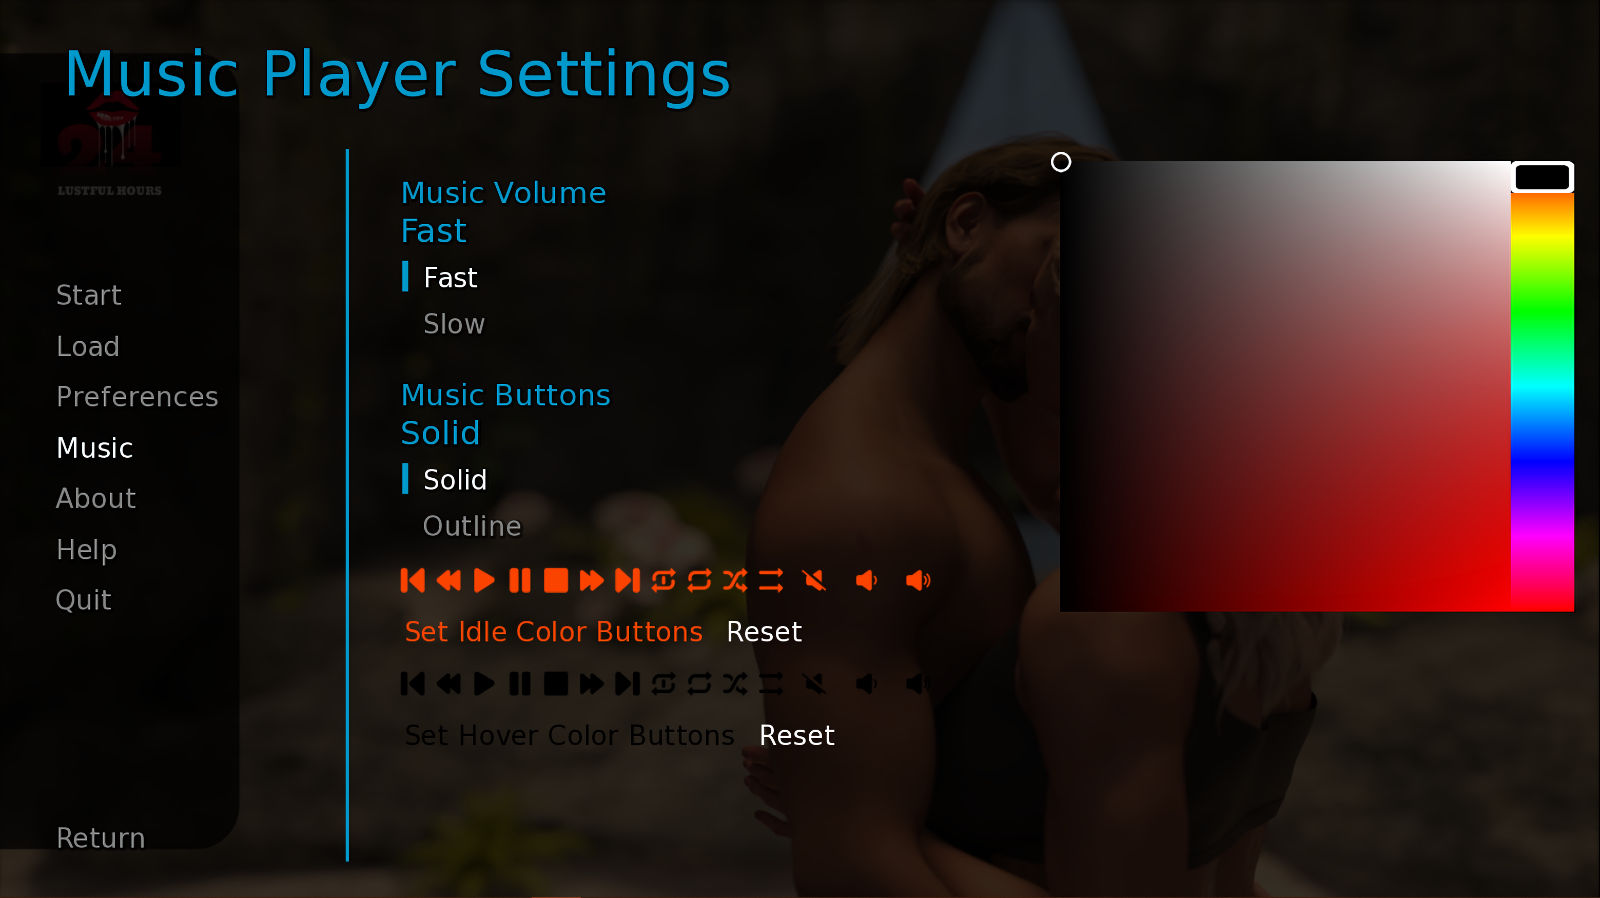 Music Player Settings
24
LUSTFUL HOURS
Start
Load
Preferences
Music
About
Help
Quit
Return
Music Volume
Fast
Fast
Slow
Music Buttons
Solid
Solid
Outline
Set Idle Color Buttons Reset
Set Hover Color Buttons Reset